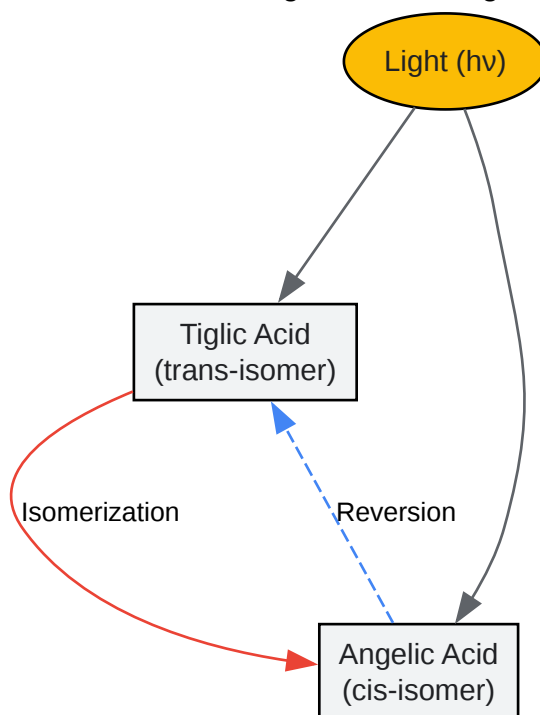 Light (hν)
Tiglic Acid
(trans-isomer)
Isomerization
Reversion
Angelic Acid
(cis-isomer)